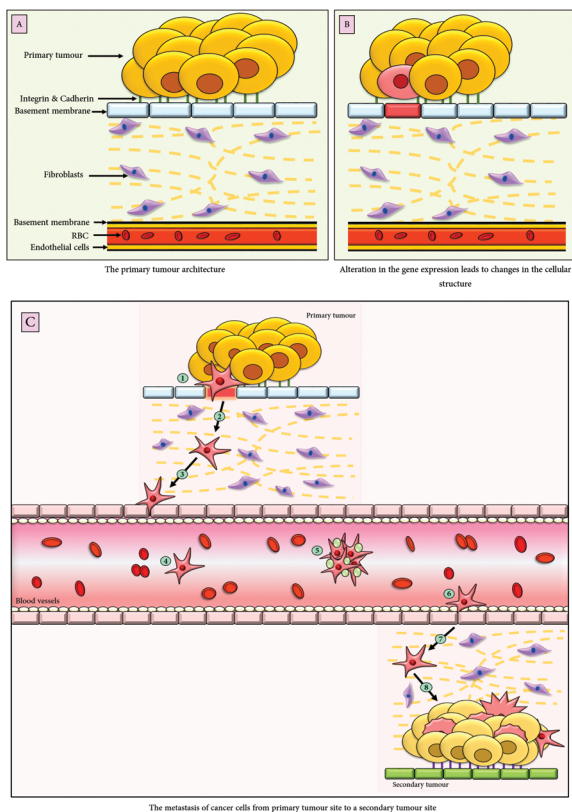 A
B
Primary tumour
Integrin & Cadherin
Basement membrane
Fibroblasts
Basement membrane
RBC
Endothelial cells
The primary tumour architecture
Alteration in the gene expression leads to changes in the cellular
structure
C
Primary tumour
1
2
3
4
5
6
Blood vessels
7
8
Secondary tumour
The metastasis of cancer cells from primary tumour site to a secondary tumour site